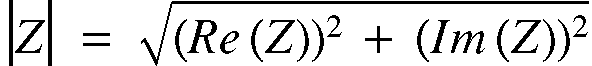 |Z| = √((Re (Z))² + (Im (Z))²)